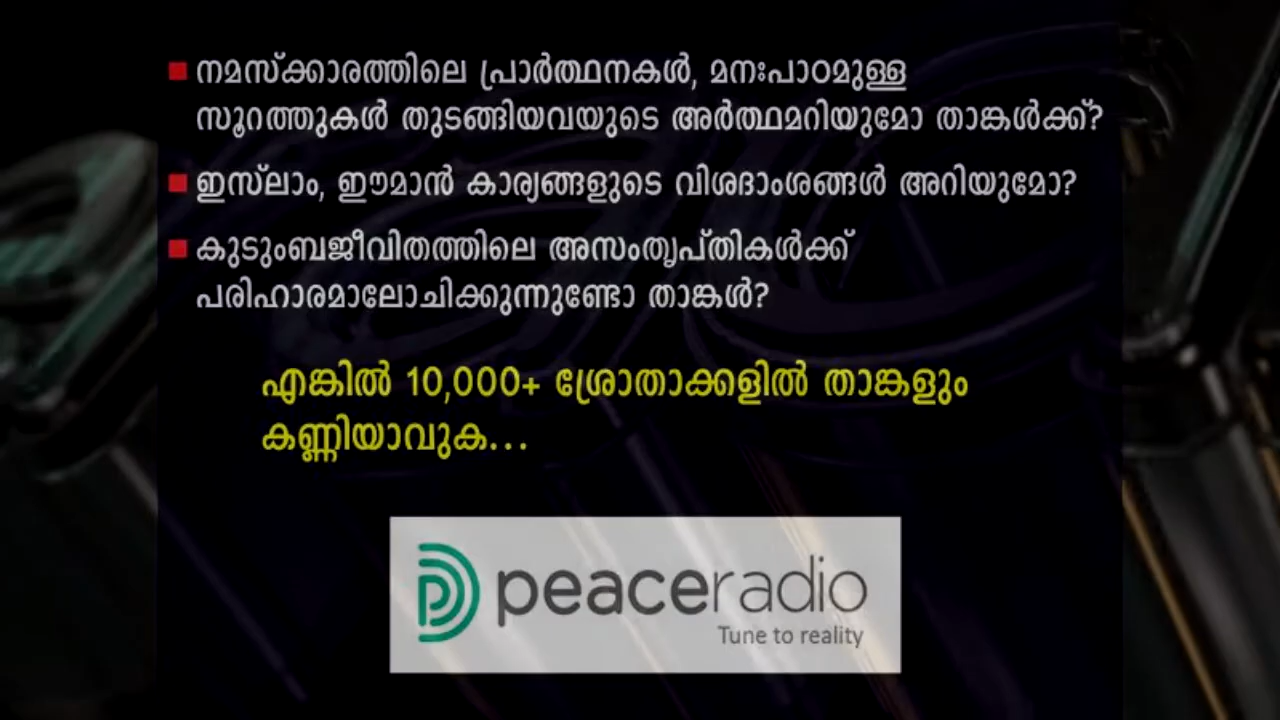 നമസ്ക്കാരത്തിലെ പ്രാർത്ഥനകൾ, മനഃപാഠമുള്ള
സൂറത്തുകൾ തുടങ്ങിയവയുടെ അർത്ഥമറിയുമോ താങ്കൾക്ക്?
ഇസ്‌ലാം, ഈമാൻ കാര്യങ്ങളുടെ വിശദാംശങ്ങൾ അറിയുമോ?
കുടുംബജീവിതത്തിലെ അസംതൃപ്തികൾക്ക്
പരിഹാരമാലോചിക്കുന്നുണ്ടോ താങ്കൾ?
എങ്കിൽ 10,000+ ശ്രോതാക്കളിൽ താങ്കളും
കണ്ണിയാവുക...
peaceradio
Tune to reality